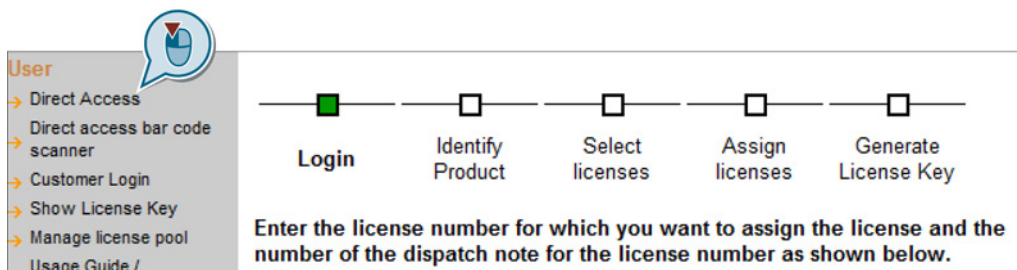 User
Direct Access
Direct access bar code
scanner
Customer Login
Show License Key
Manage license pool
Usage Guide /
Login
Identify
Product
Select
licenses
Assign
licenses
Generate
License Key
Enter the license number for which you want to assign the license and the
number of the dispatch note for the license number as shown below.